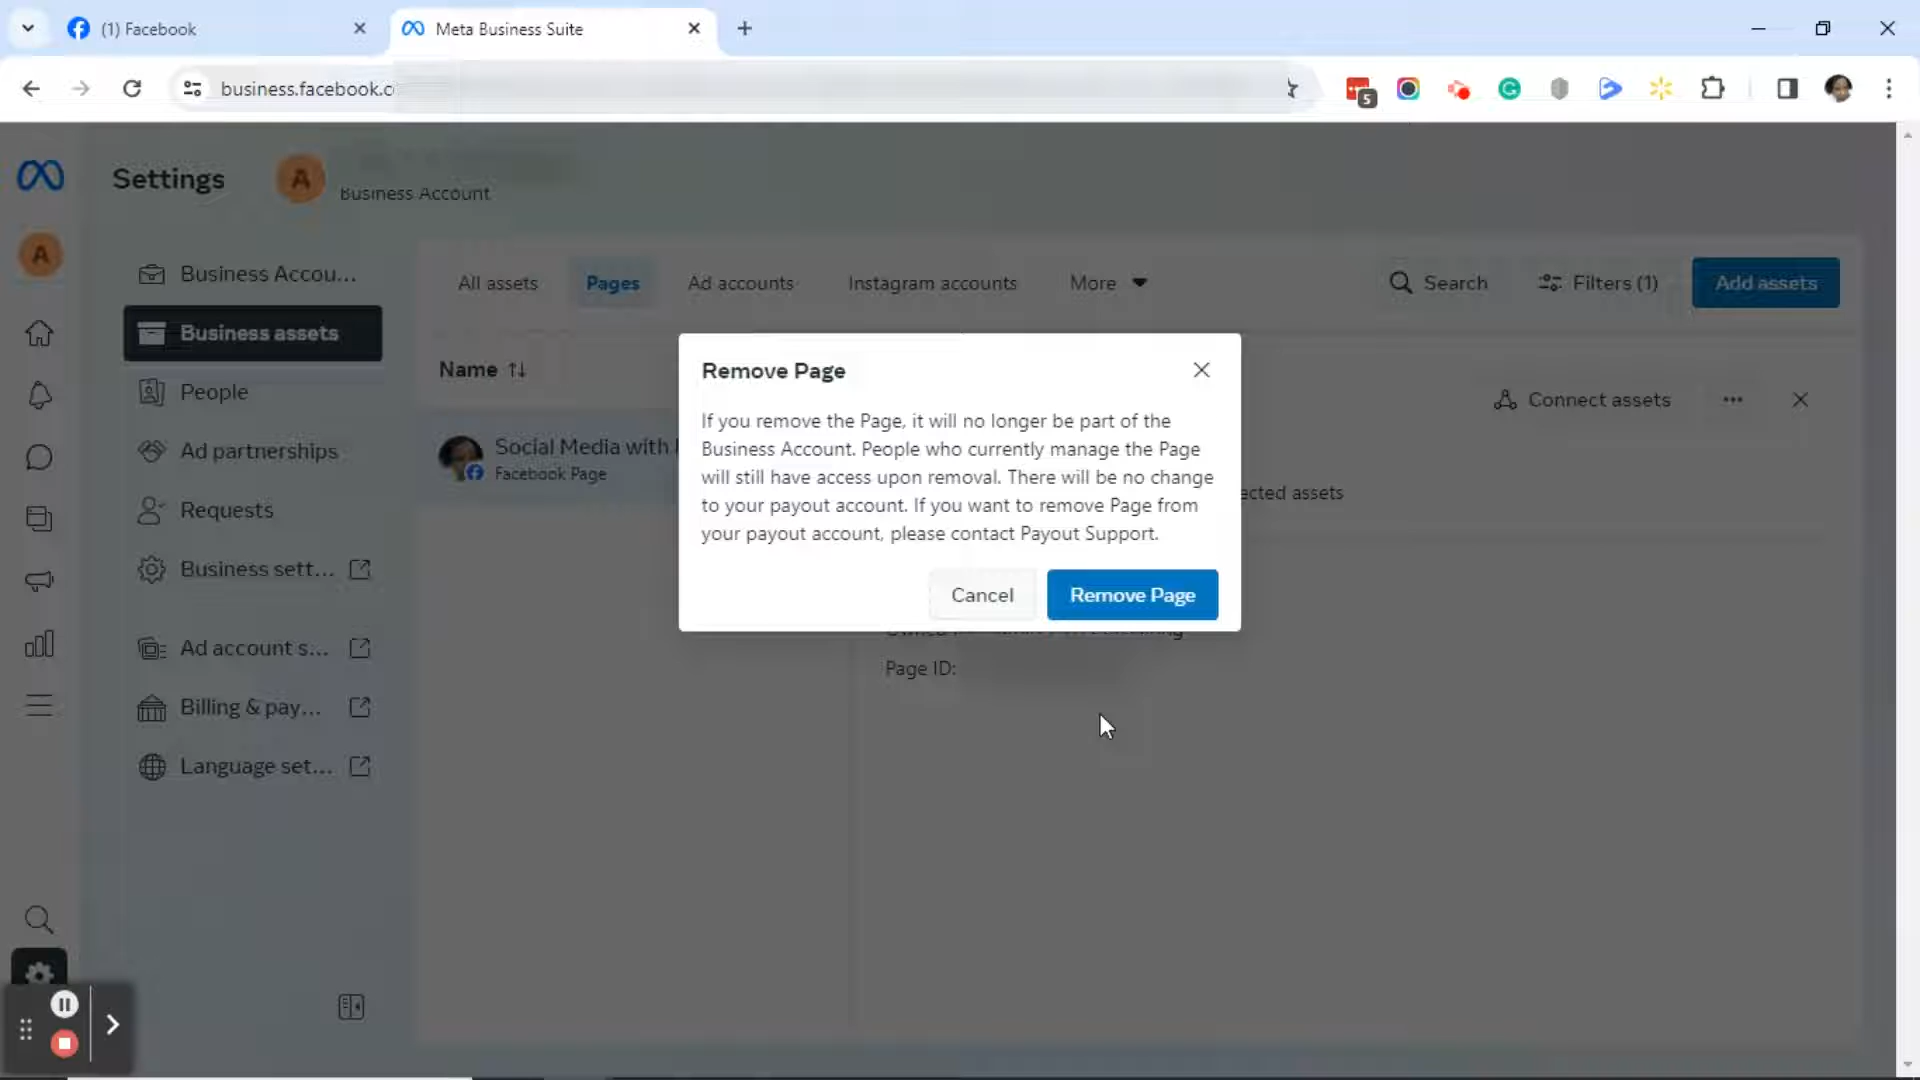 (1) Facebook
Meta Business Suite
business.facebook.c
5
Settings
A
Business Account
A
Business Accou...
Business assets
People
Ad partnerships
Requests
Business sett...
Ad account s...
Billing & pay...
Language set...
All assets
Pages
Ad accounts
Instagram accounts
More
Search
Filters (1)
Add assets
Name
Social Media with
Facebook Page
Connect assets
ected assets
Remove Page
If you remove the Page, it will no longer be part of the
Business Account. People who currently manage the Page
will still have access upon removal. There will be no change
to your payout account. If you want to remove Page from
your payout account, please contact Payout Support.
Cancel
Remove Page
Page ID: